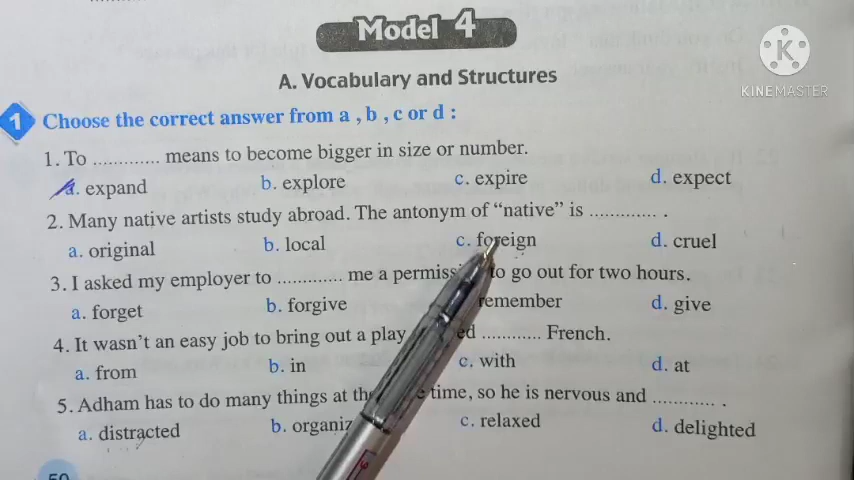 Model 4
KINEMASTER
A. Vocabulary and Structures
1 Choose the correct answer from a , b , c or d :
1. To ............. means to become bigger in size or number.
a. expand b. explore c. expire d. expect
2. Many native artists study abroad. The antonym of “native” is ............. .
a. original b. local c. foreign d. cruel
3. I asked my employer to ............. me a to go out for two hours.
a. forget b. forgive remember d. give
4. It wasn't an easy job to bring out a play ............ French.
a. from b. in c. with d. at
5. Adham has to do many things at time, so he is nervous and ............ .
a. distracted b. c. relaxed d. delighted